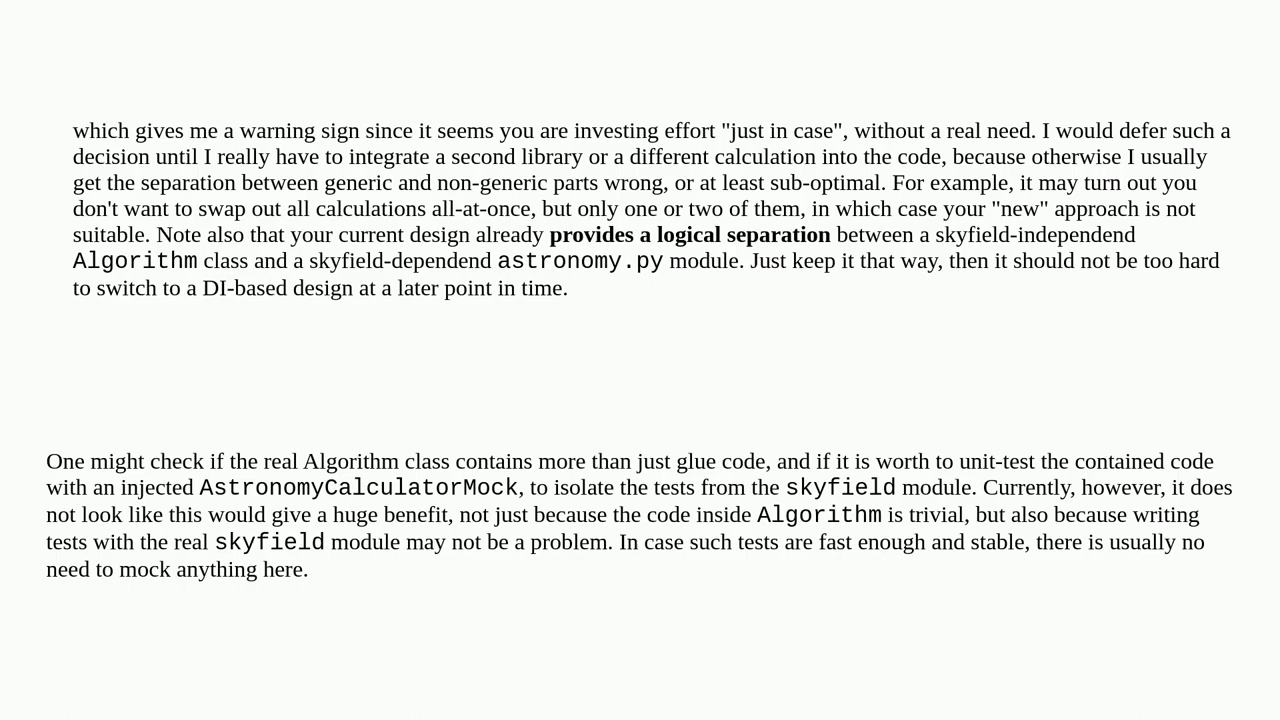 which gives me a warning sign since it seems you are investing effort "just in case", without a real need. I would defer such a
decision until I really have to integrate a second library or a different calculation into the code, because otherwise I usually
get the separation between generic and non-generic parts wrong, or at least sub-optimal. For example, it may turn out you
don't want to swap out all calculations all-at-once, but only one or two of them, in which case your "new" approach is not
suitable. Note also that your current design already provides a logical separation between a skyfield-independend
Algorithm class and a skyfield-dependend astronomy.py module. Just keep it that way, then it should not be too hard
to switch to a DI-based design at a later point in time.
One might check if the real Algorithm class contains more than just glue code, and if it is worth to unit-test the contained code
with an injected AstronomyCalculatorMock, to isolate the tests from the skyfield module. Currently, however, it does
not look like this would give a huge benefit, not just because the code inside Algorithm is trivial, but also because writing
tests with the real skyfield module may not be a problem. In case such tests are fast enough and stable, there is usually no
need to mock anything here.